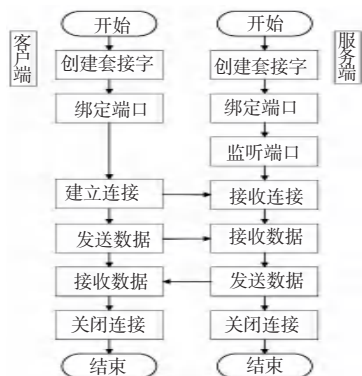 客户端
开始
创建套接字
绑定端口
建立连接
发送数据
接收数据
关闭连接
结束
服务端
开始
创建套接字
绑定端口
监听端口
接收连接
接收数据
发送数据
关闭连接
结束